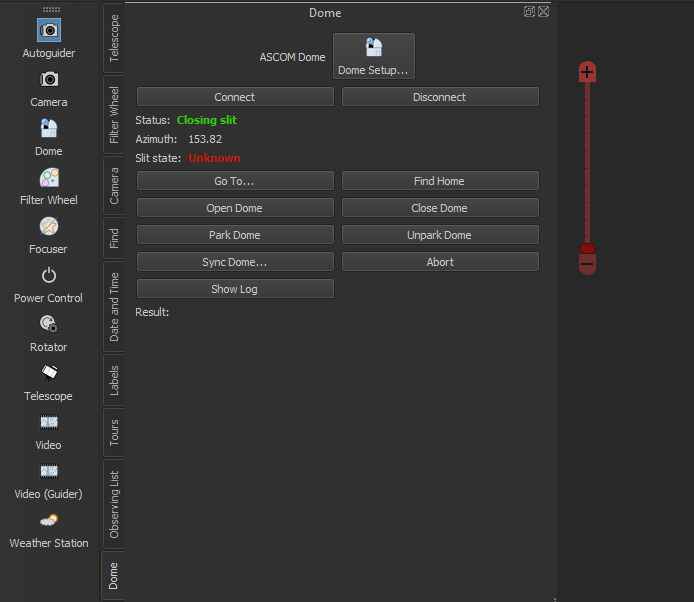 Autoguider
Camera
Dome
Filter Wheel
Focuser
Power Control
Rotator
Telescope
Video
Video (Guider)
Weather Station
Telescope
Filter Wheel
Camera
Find
Date and Time
Labels
Tours
Observing List
Dome
Dome
ASCOM Dome
Dome Setup...
Connect
Disconnect
Status: Closing slit
Azimuth: 153.82
Slit state: Unknown
Go To...
Find Home
Open Dome
Close Dome
Park Dome
Unpark Dome
Sync Dome...
Abort
Show Log
Result: